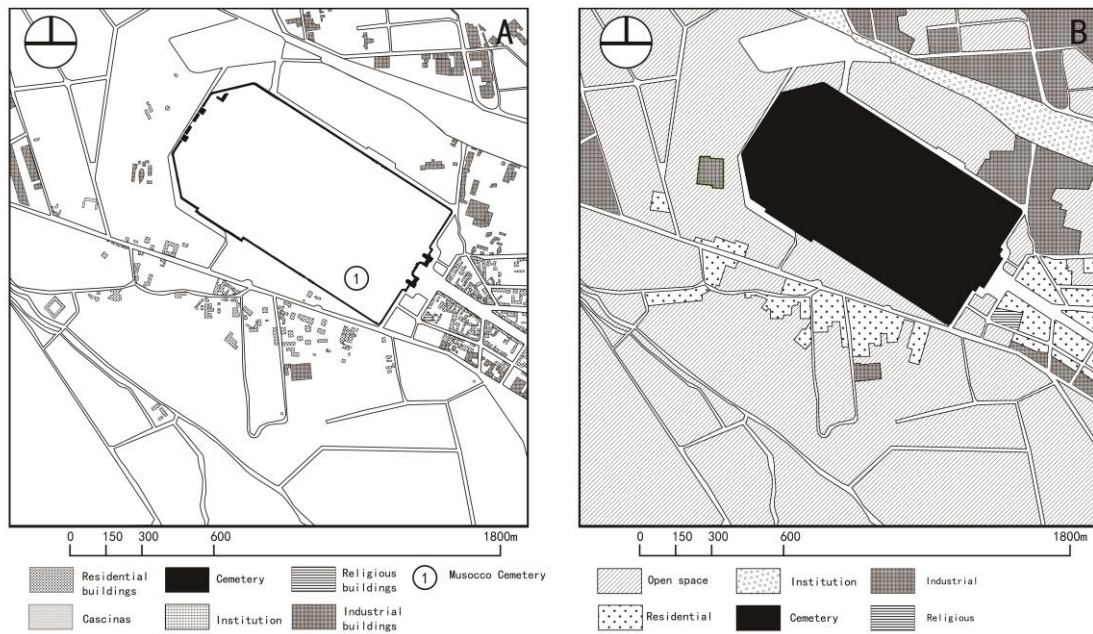 A
0 150 300 600 1800m
Residential
buildings
Cemetery
Religious
buildings
1 Musocco Cemetery
Cascinas
Institution
Industrial
buildings
1
B
0 150 300 600 1800m
Open space
Institution
Industrial
Residential
Cemetery
Religious